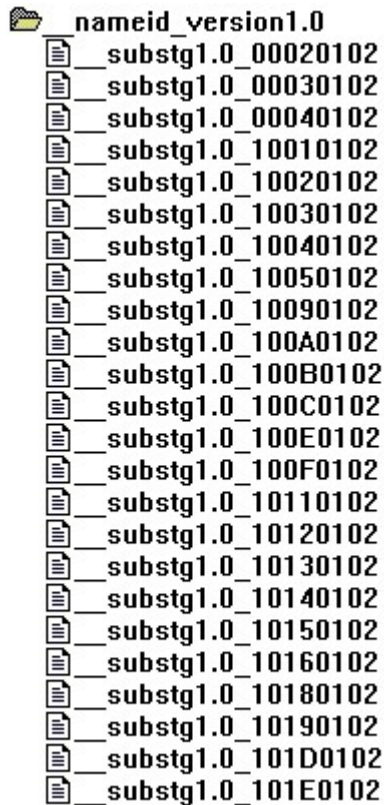 __nameid_version1.0
__substg1.0_00020102
__substg1.0_00030102
__substg1.0_00040102
__substg1.0_10010102
__substg1.0_10020102
__substg1.0_10030102
__substg1.0_10040102
__substg1.0_10050102
__substg1.0_10090102
__substg1.0_100A0102
__substg1.0_100B0102
__substg1.0_100C0102
__substg1.0_100E0102
__substg1.0_100F0102
__substg1.0_10110102
__substg1.0_10120102
__substg1.0_10130102
__substg1.0_10140102
__substg1.0_10150102
__substg1.0_10160102
__substg1.0_10180102
__substg1.0_10190102
__substg1.0_101D0102
__substg1.0_101E0102